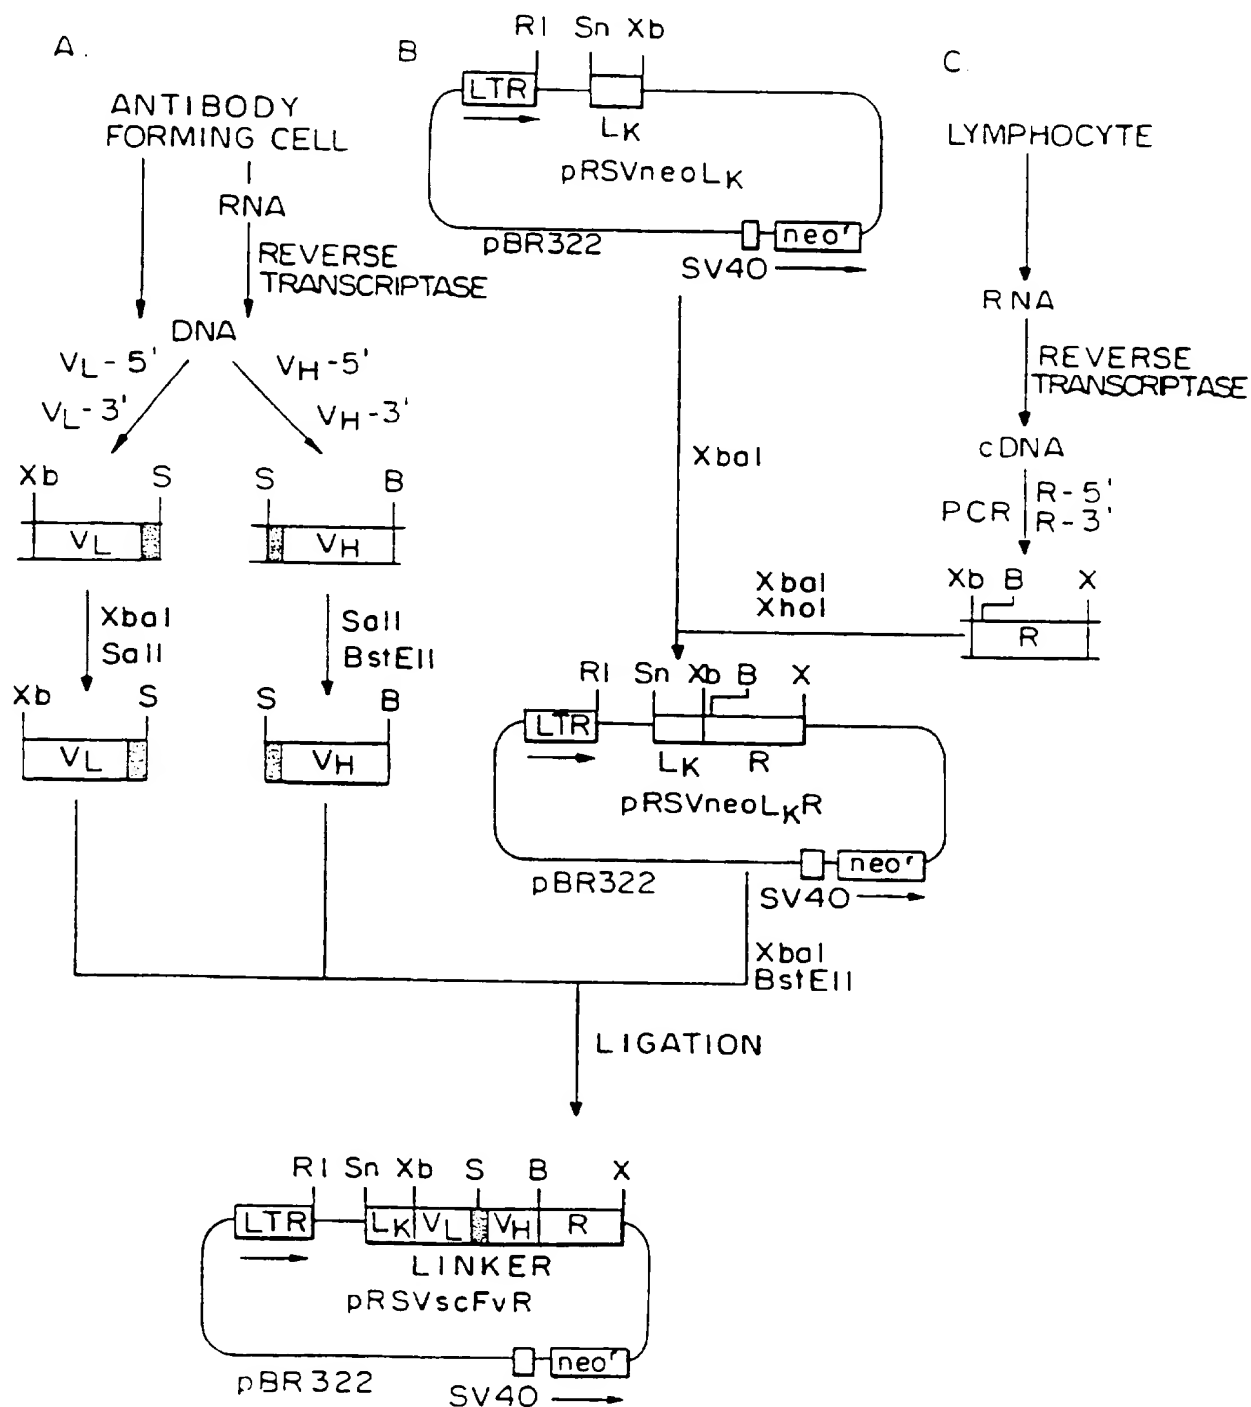 A.
ANTIBODY
FORMING CELL
RNA
REVERSE
TRANSCRIPTASE
DNA
VL-5'
VL-3'
VH-5'
VH-3'
Xb S
VL
S B
VH
XbaI
SalI
SalI
BstEII
Xb S
VL
S B
VH
B
RI Sn Xb
LTR
LK
pRSVneoLK
pBR322
SV40
neor
XbaI
C.
LYMPHOCYTE
RNA
REVERSE
TRANSCRIPTASE
cDNA
PCR
R-5'
R-3'
Xb B X
R
XbaI
XhoI
RI Sn Xb B X
LTR
LK R
pRSVneoLKR
pBR322
SV40
neor
XbaI
BstEII
LIGATION
RI Sn Xb S B X
LTR
LK VL VH R
LINKER
pRSVscFvR
pBR322
SV40
neor